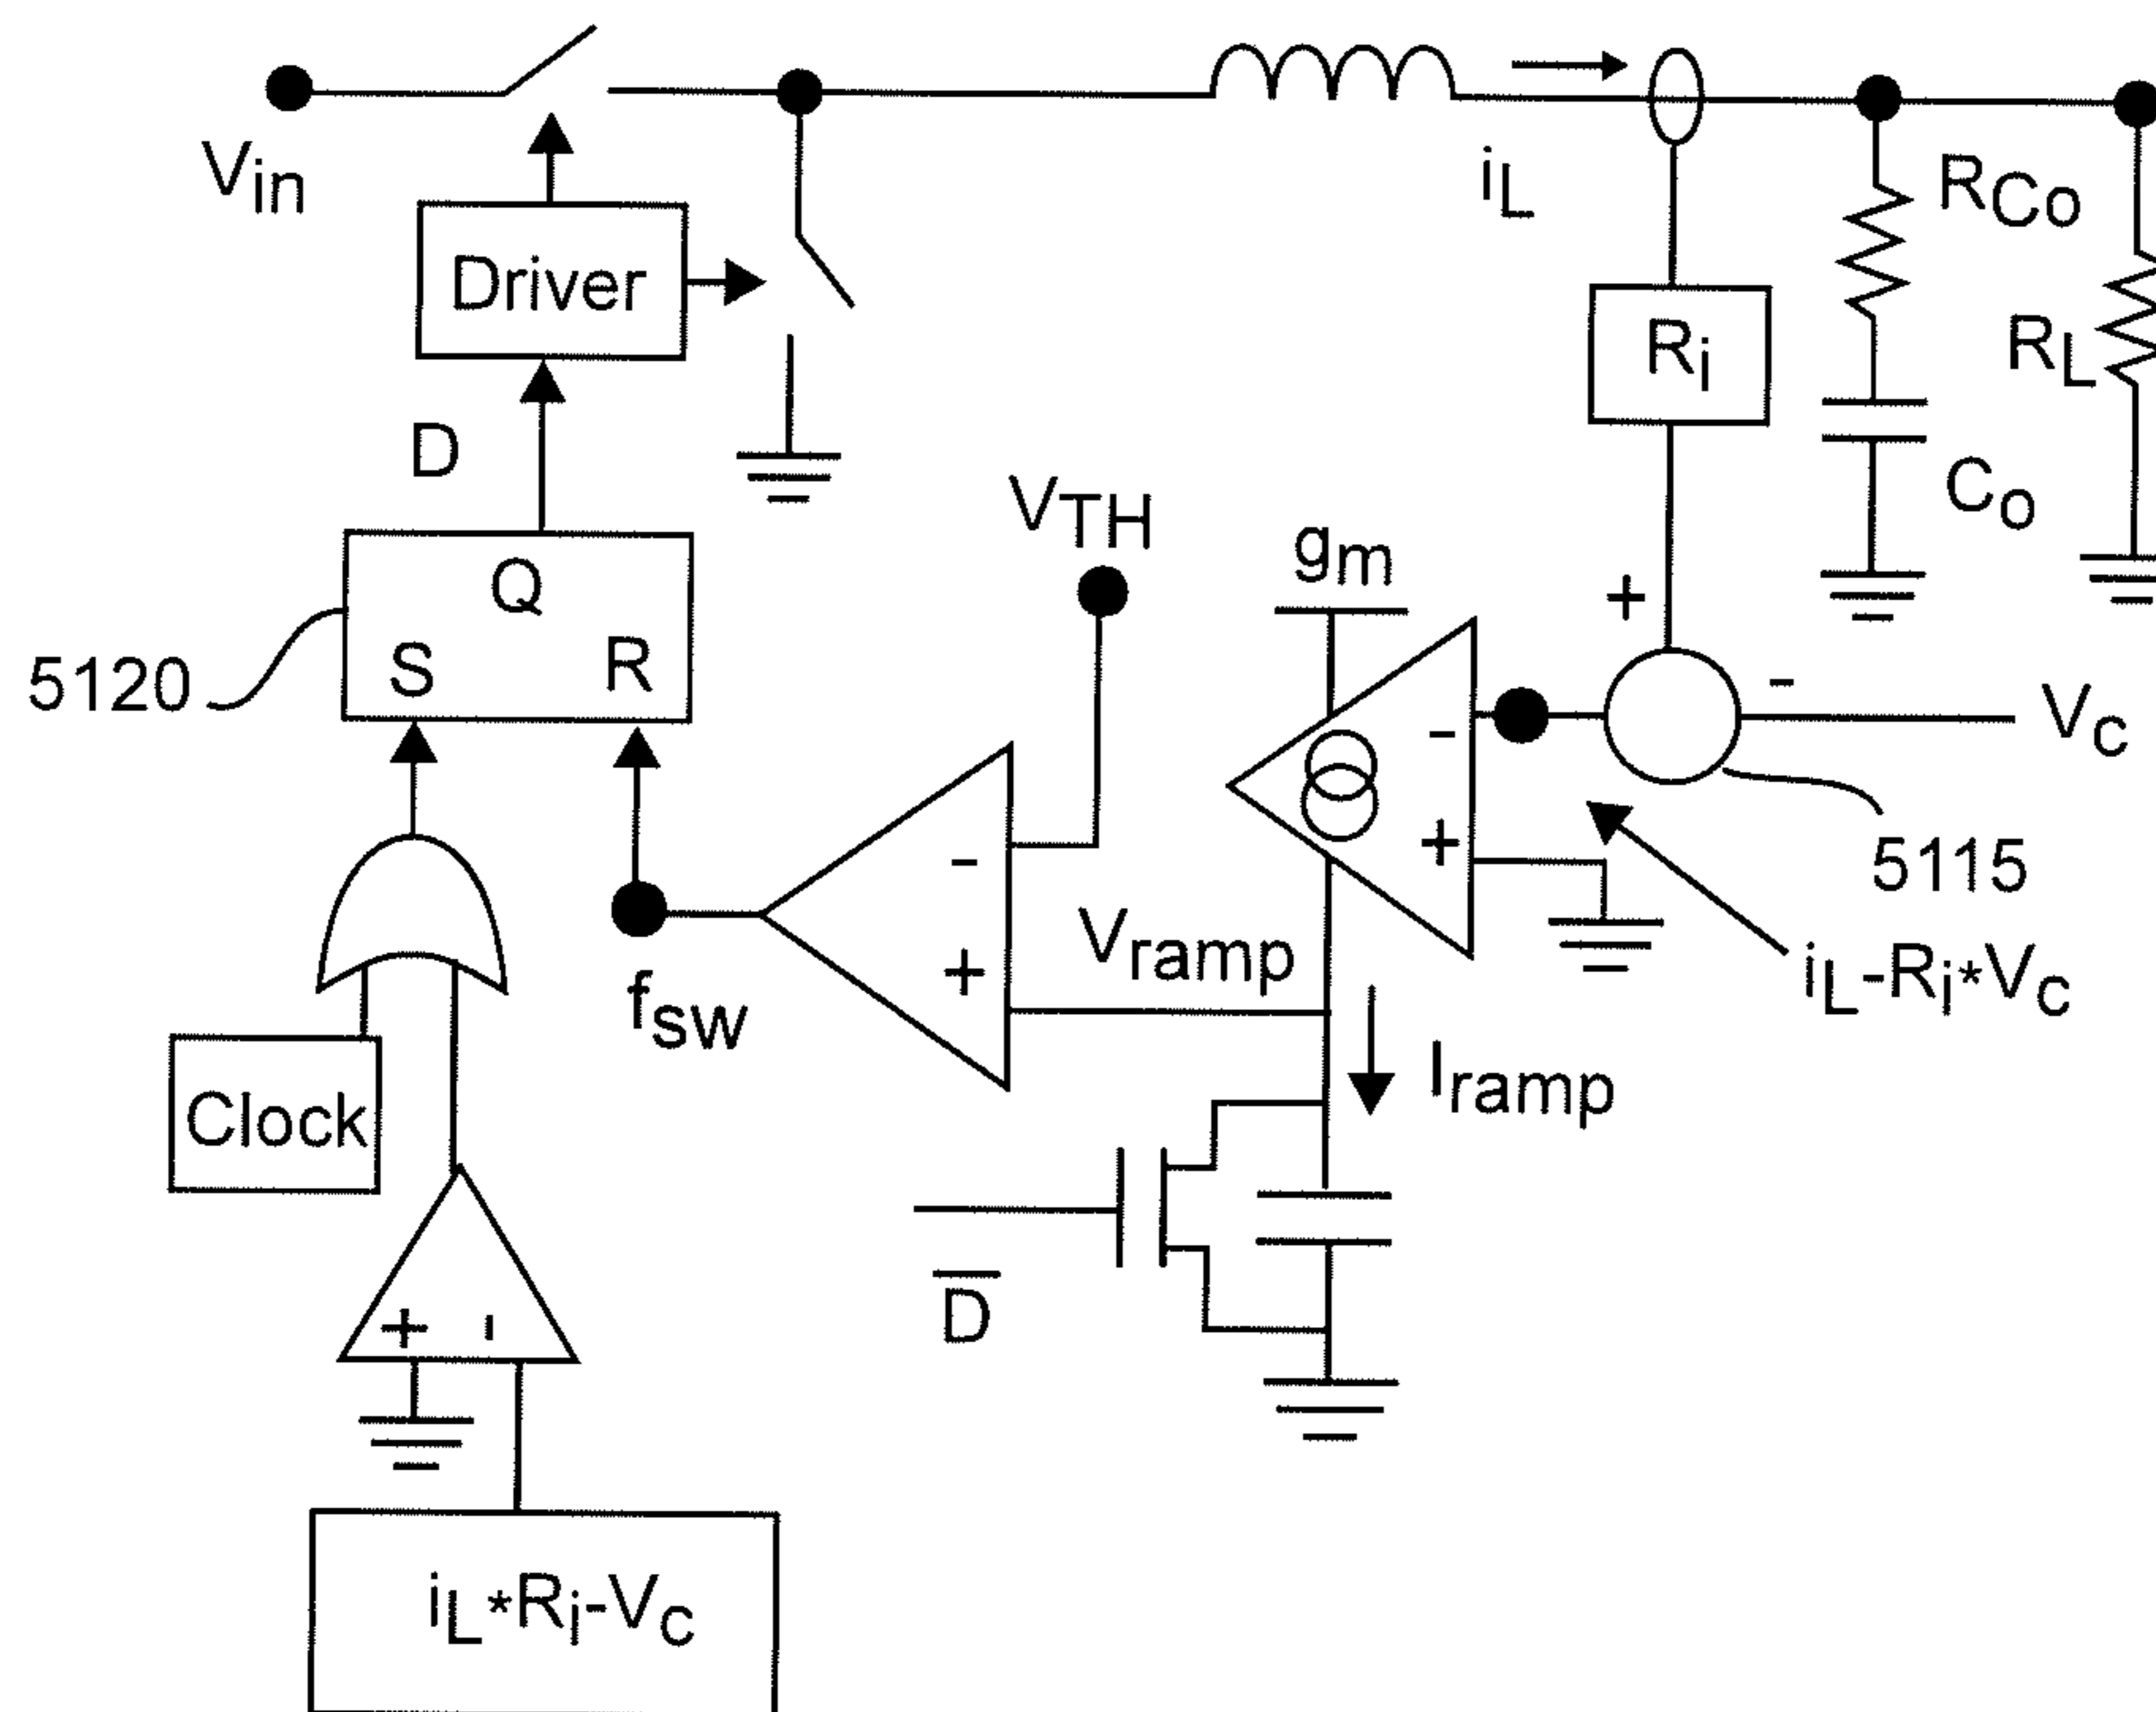 Vin
iL
RCo
Driver
Ri
RL
D
Co
VTH
gm
+
Q
S
R
5120
-
Vc
-
+
5115
-
+
Vramp
iL-Ri*Vc
fsw
Iramp
Clock
D̅
+ -
iL*Ri-Vc